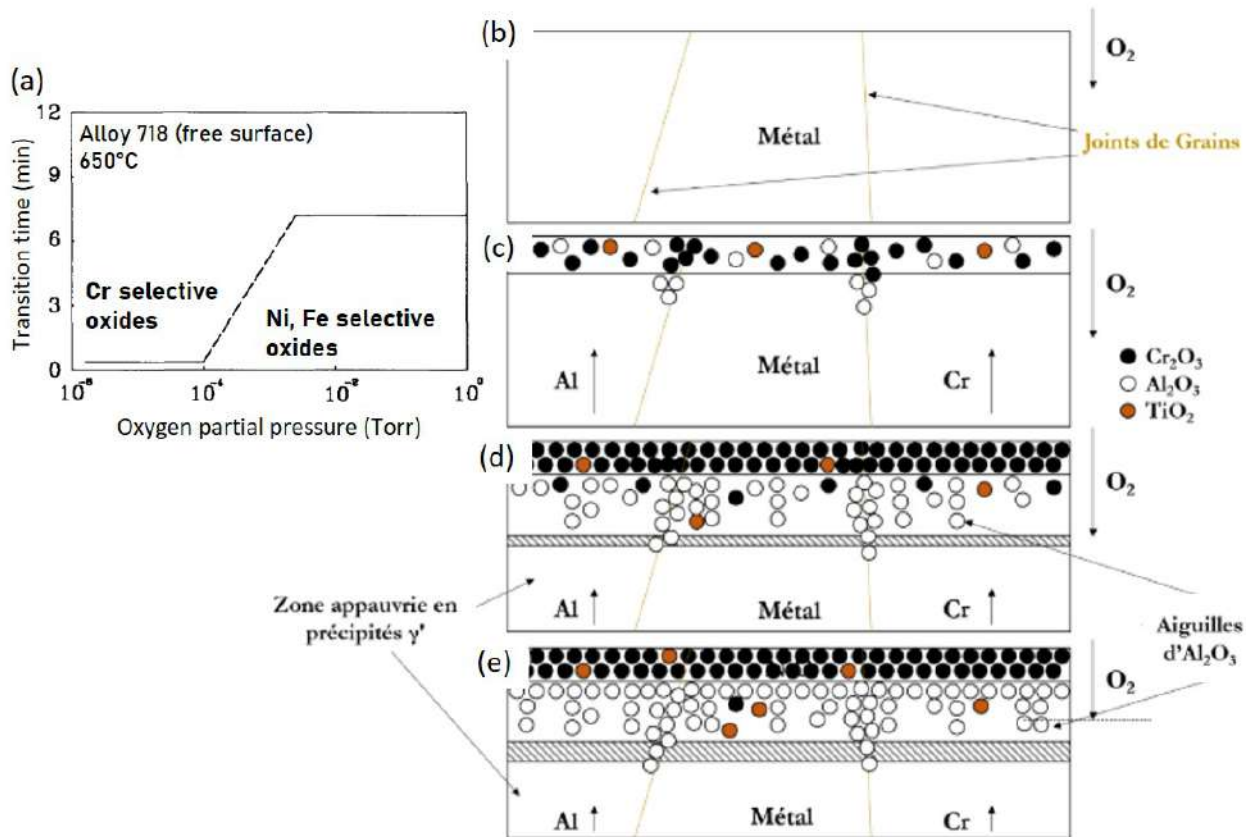 (a)
12
9
6
3
0
Transition time (min)
Alloy 718 (free surface)
650°C
Cr selective
oxides
Ni, Fe selective
oxides
10⁻⁴
10⁻²
10⁰
Oxygen partial pressure (Torr)
(b)
Métal
O₂
Joints de Grains
(c)
Al
Métal
Cr
O₂
Cr₂O₃
Al₂O₃
TiO₂
(d)
Al
Métal
Cr
O₂
Zone appauvrie en
précipités γ'
Aiguilles
d'Al₂O₃
(e)
Al
Métal
Cr
O₂